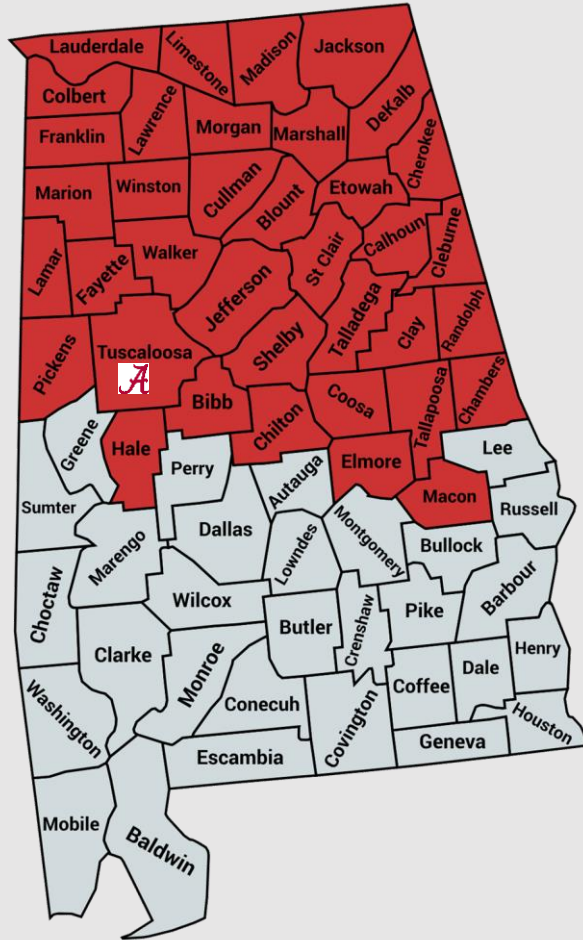 Lauderdale
Limestone
Madison
Jackson
Colbert
Lawrence
Franklin
Morgan
Marshall
DeKalb
Cherokee
Marion
Winston
Cullman
Blount
Etowah
Lamar
Fayette
Walker
Jefferson
St Clair
Calhoun
Cleburne
Pickens
Tuscaloosa
A
Shelby
Talladega
Clay
Randolph
Bibb
Chilton
Coosa
Tallapoosa
Chambers
Greene
Hale
Perry
Autauga
Elmore
Macon
Lee
Sumter
Marengo
Dallas
Lowndes
Montgomery
Bullock
Russell
Choctaw
Wilcox
Butler
Crenshaw
Pike
Barbour
Clarke
Monroe
Conecuh
Covington
Coffee
Dale
Henry
Washington
Escambia
Geneva
Houston
Mobile
Baldwin